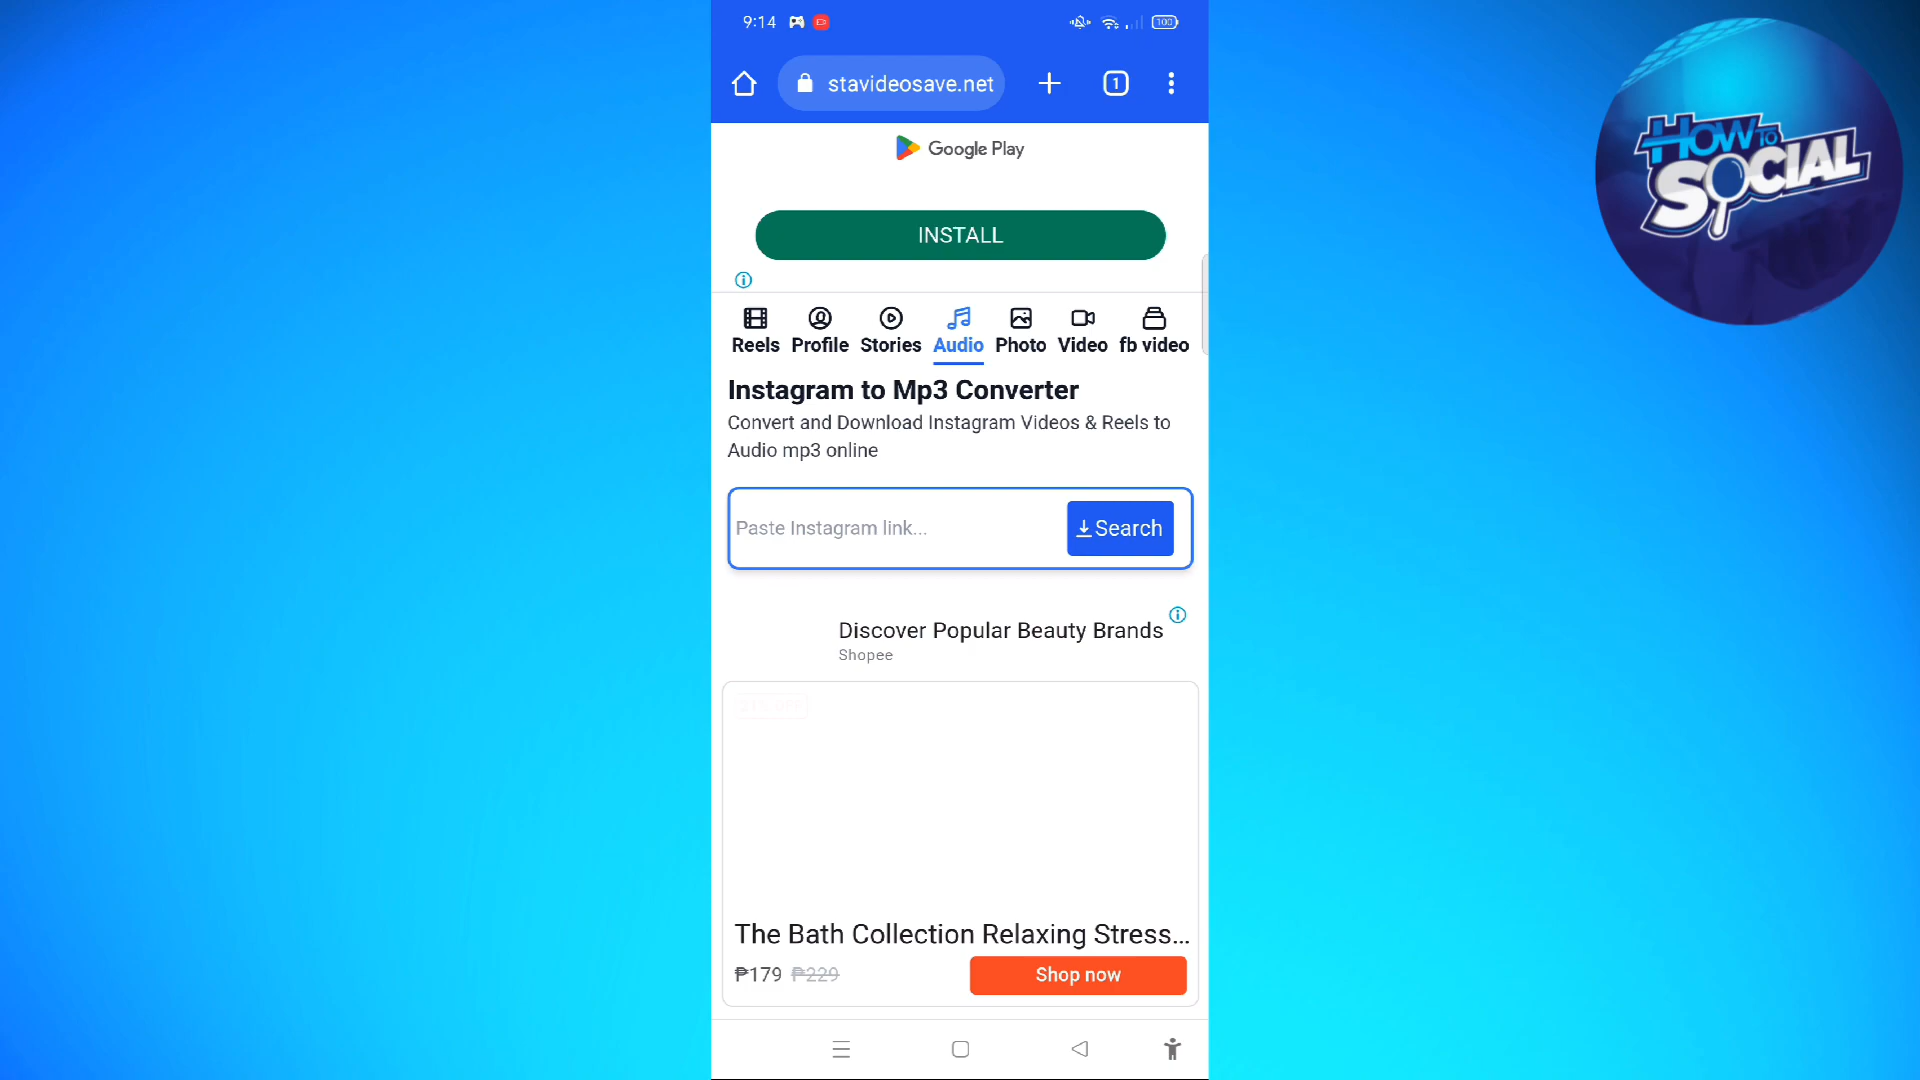 9:14
100
stavideosave.net
1
HOW TO
SOCIAL
Google Play
INSTALL
Reels Profile Stories Audio Photo Video fb video
Instagram to Mp3 Converter
Convert and Download Instagram Videos & Reels to
Audio mp3 online
Paste Instagram link...
Search
Discover Popular Beauty Brands
Shopee
The Bath Collection Relaxing Stress...
₱179 ₱229
Shop now